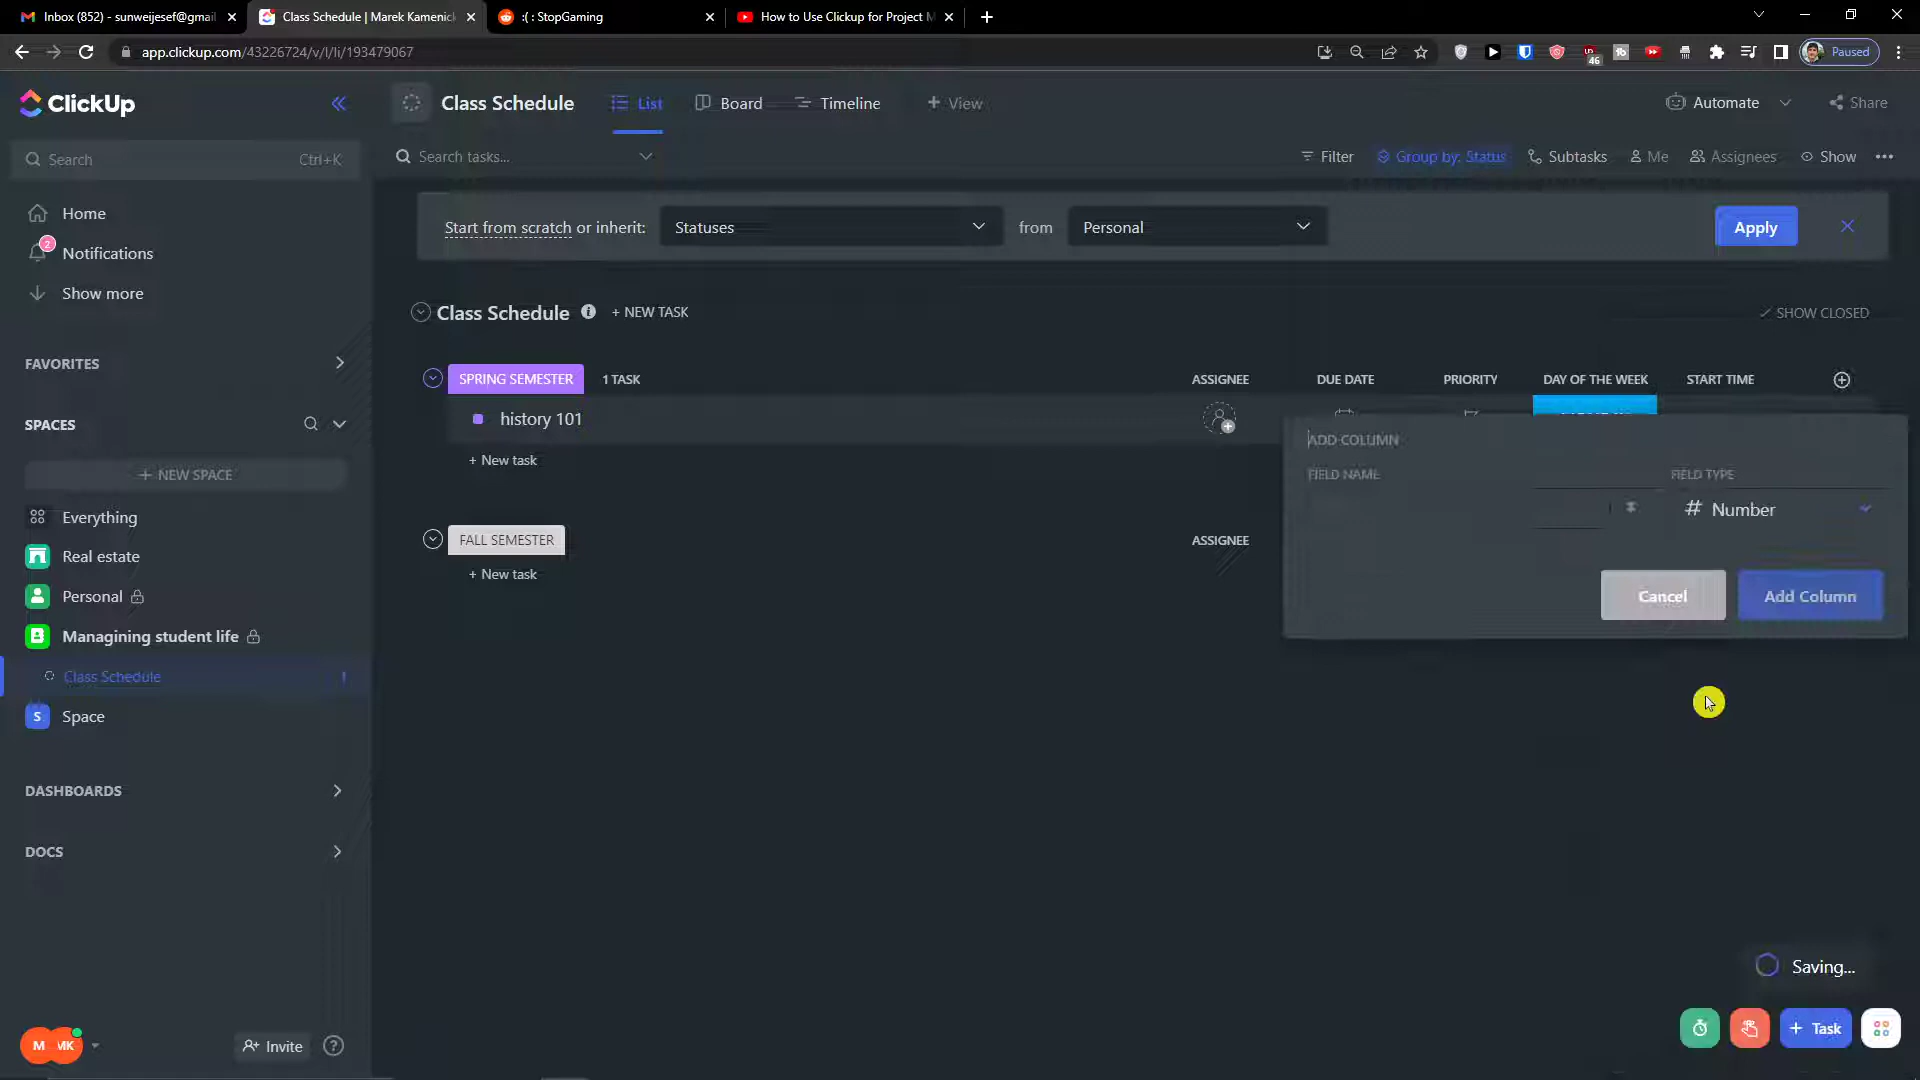 Inbox (852) - sunweijesef@gmail
Class Schedule | Marek Kamenick
:( : StopGaming
How to Use Clickup for Project M
app.clickup.com/43226724/v/l/li/193479067
46
Paused
ClickUp
Class Schedule
List
Board
Timeline
+ View
Automate
Share
Search
Ctrl+K
Search tasks...
Filter
Group by: Status
Subtasks
Me
Assignees
Show
Home
2
Notifications
Show more
Start from scratch or inherit:
Statuses
from
Personal
Apply
FAVORITES
Class Schedule
+ NEW TASK
SHOW CLOSED
SPACES
+ NEW SPACE
SPRING SEMESTER
1 TASK
ASSIGNEE
DUE DATE
PRIORITY
DAY OF THE WEEK
START TIME
history 101
+ New task
ADD COLUMN
FIELD NAME
FIELD TYPE
# Number
Cancel
Add Column
FALL SEMESTER
ASSIGNEE
+ New task
Everything
Real estate
Personal
Managining student life
Class Schedule
1
S
Space
DASHBOARDS
DOCS
Saving...
M
MK
Invite
?
+ Task